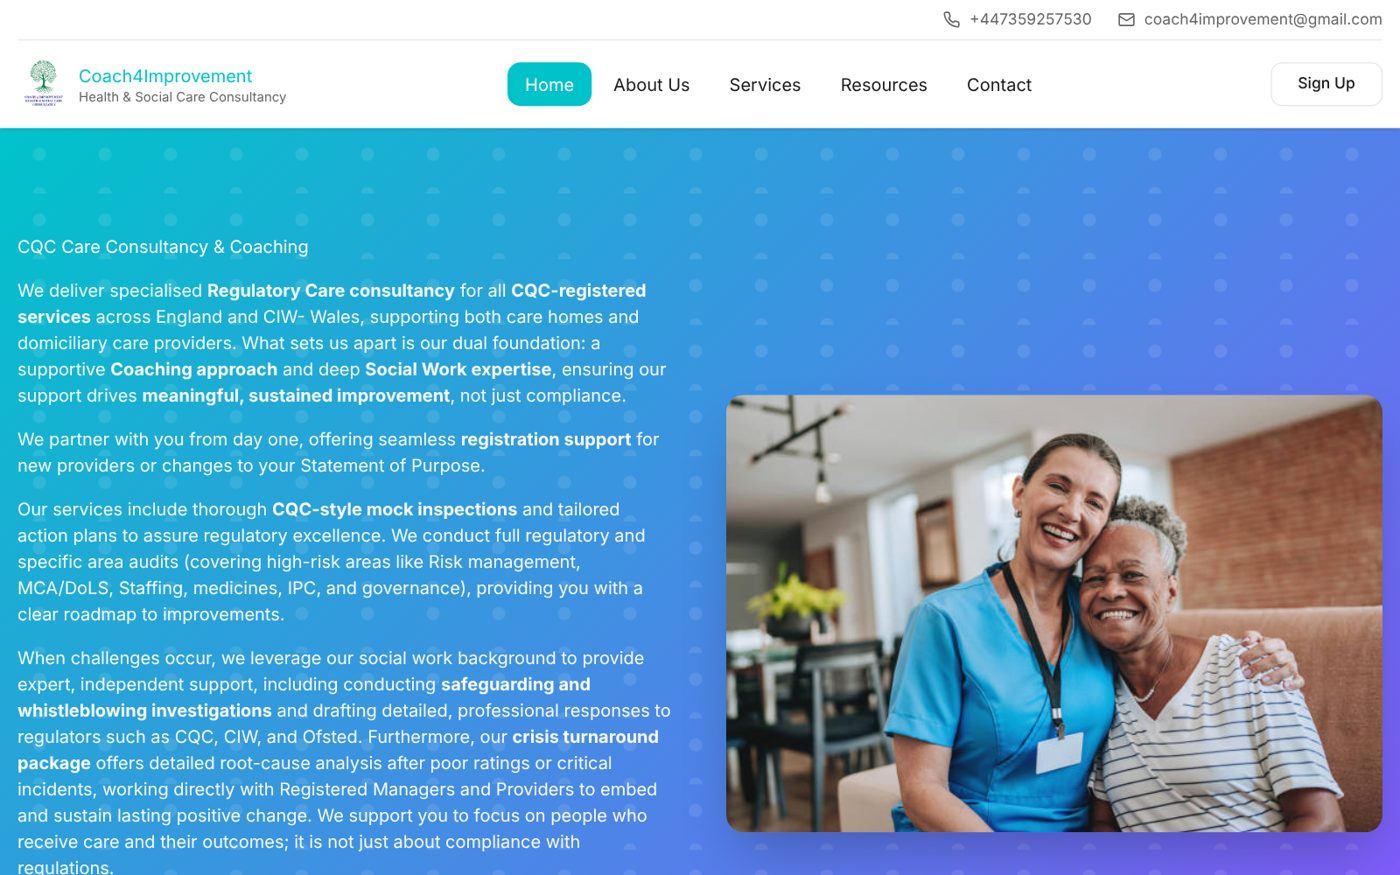 +447359257530
coach4improvement@gmail.com
Coach4Improvement
Health & Social Care Consultancy
Home
About Us
Services
Resources
Contact
Sign Up
CQC Care Consultancy & Coaching
We deliver specialised Regulatory Care consultancy for all CQC-registered
services across England and CIW- Wales, supporting both care homes and
domiciliary care providers. What sets us apart is our dual foundation: a
supportive Coaching approach and deep Social Work expertise, ensuring our
support drives meaningful, sustained improvement, not just compliance.
We partner with you from day one, offering seamless registration support for
new providers or changes to your Statement of Purpose.
Our services include thorough CQC-style mock inspections and tailored
action plans to assure regulatory excellence. We conduct full regulatory and
specific area audits (covering high-risk areas like Risk management,
MCA/DoLS, Staffing, medicines, IPC, and governance), providing you with a
clear roadmap to improvements.
When challenges occur, we leverage our social work background to provide
expert, independent support, including conducting safeguarding and
whistleblowing investigations and drafting detailed, professional responses to
regulators such as CQC, CIW, and Ofsted. Furthermore, our crisis turnaround
package offers detailed root-cause analysis after poor ratings or critical
incidents, working directly with Registered Managers and Providers to embed
and sustain lasting positive change. We support you to focus on people who
receive care and their outcomes; it is not just about compliance with
regulations.